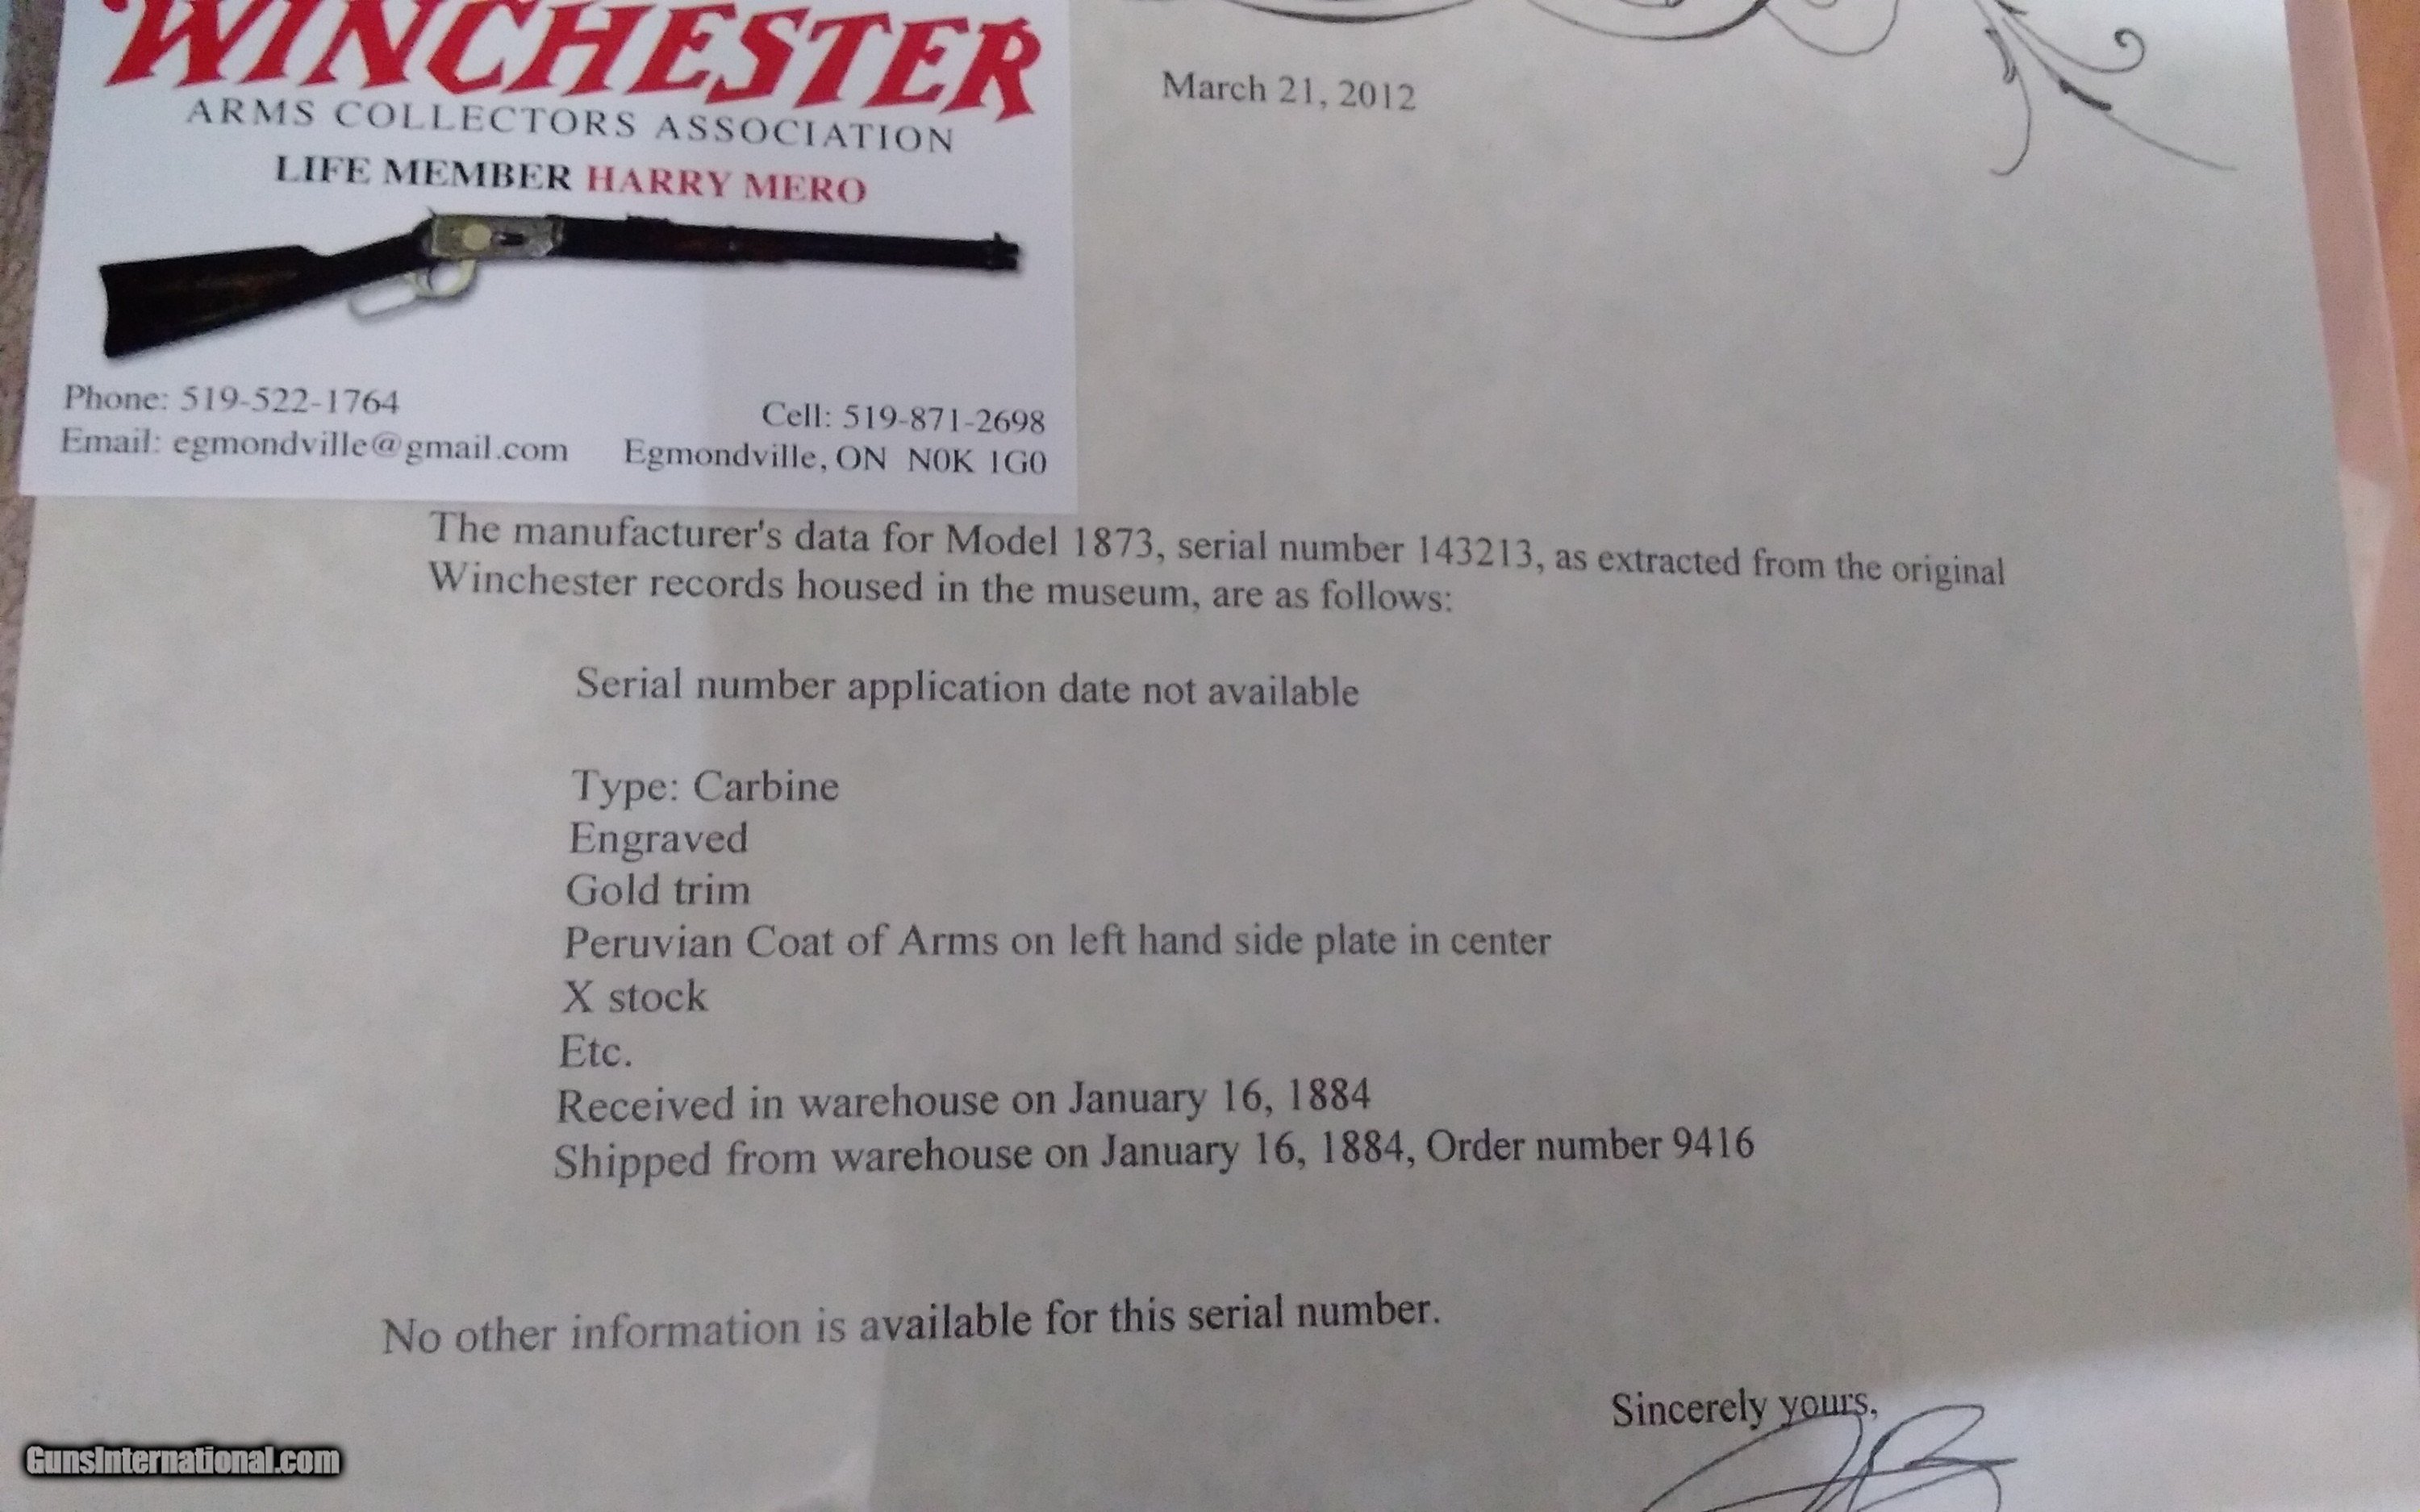 WINCHESTER
ARMS COLLECTORS ASSOCIATION
LIFE MEMBER HARRY MERO
Phone: 519-522-1764
Cell: 519-871-2698
Email: egmondville@gmail.com
Egmondville, ON N0K 1G0
March 21, 2012
The manufacturer's data for Model 1873, serial number 143213, as extracted from the original
Winchester records housed in the museum, are as follows:
Serial number application date not available
Type: Carbine
Engraved
Gold trim
Peruvian Coat of Arms on left hand side plate in center
X stock
Etc.
Received in warehouse on January 16, 1884
Shipped from warehouse on January 16, 1884, Order number 9416
No other information is available for this serial number.
Sincerely yours,
GunsInternational.com